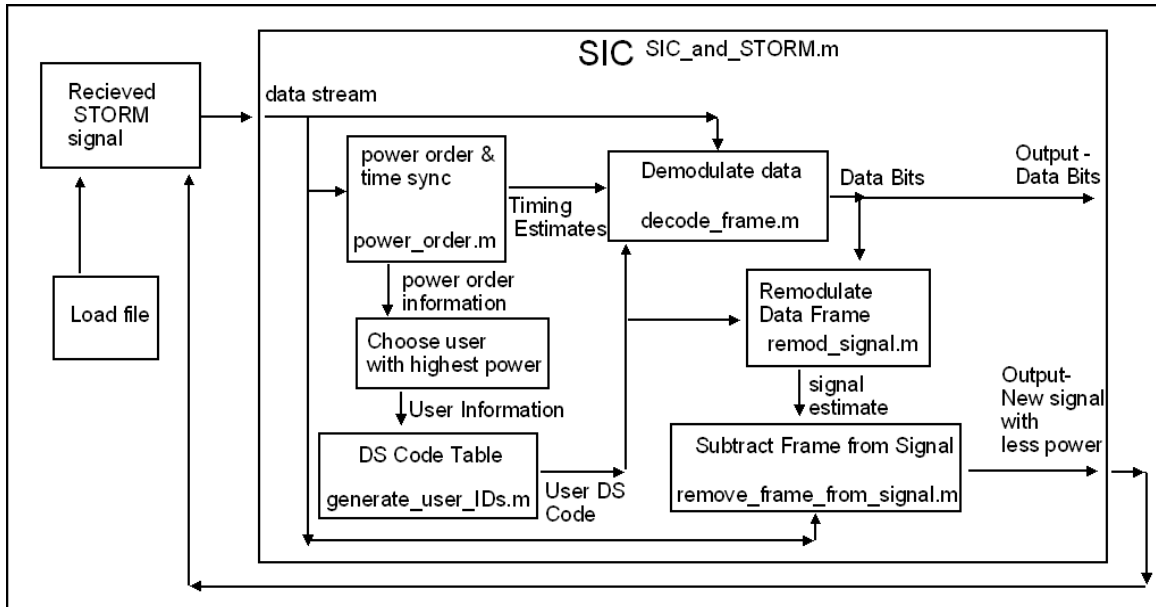 SIC SIC_and_STORM.m
Recieved
STORM
signal
data stream
power order &
time sync
power_order.m
Timing
Estimates
Demodulate data
decode_frame.m
Data Bits
Output -
Data Bits
Load file
power order
information
Choose user
with highest power
User Information
DS Code Table
generate_user_IDs.m
User DS
Code
Remodulate
Data Frame
remod_signal.m
signal
estimate
Subtract Frame from Signal
remove_frame_from_signal.m
Output-
New signal
with
less power